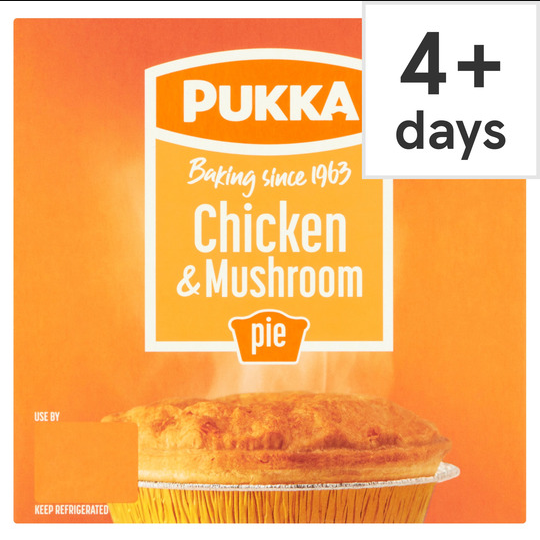 4+
days
PUKKA
Baking since 1963
Chicken
& Mushroom
pie
USE BY
KEEP REFRIGERATED